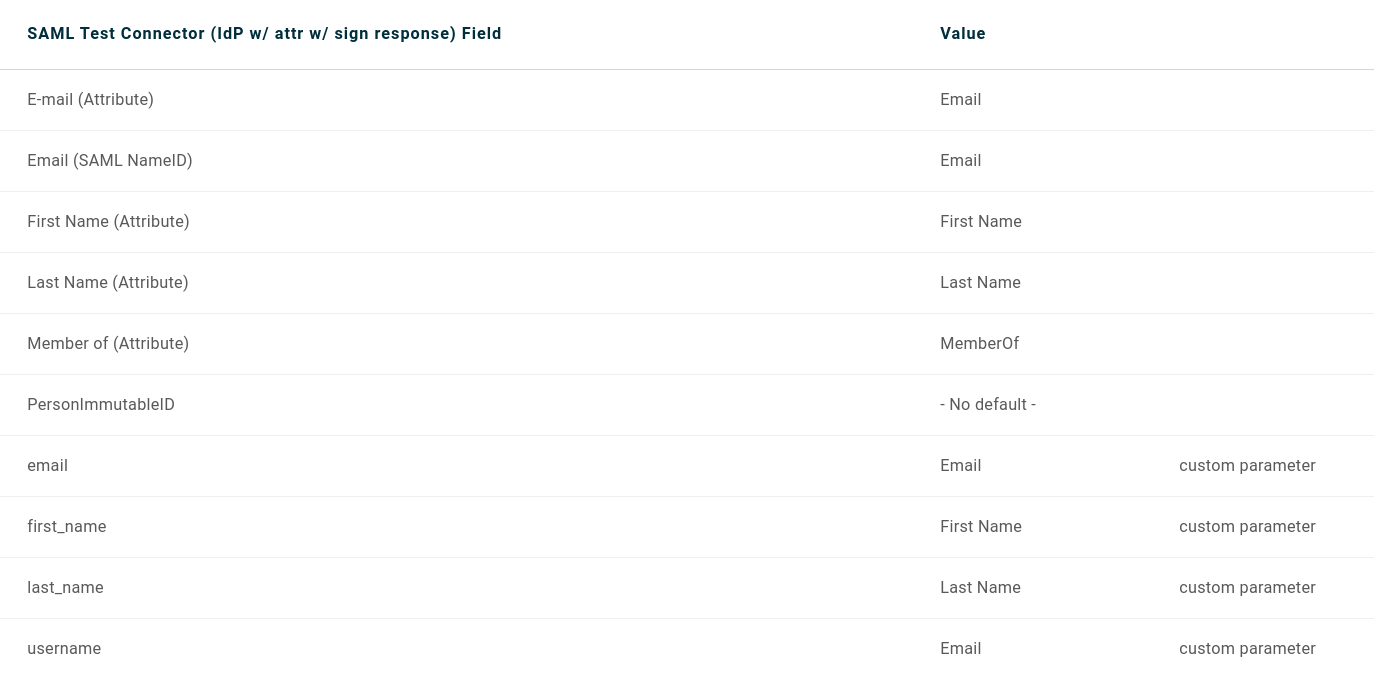 SAML Test Connector (IdP w/ attr w/ sign response) Field Value
E-mail (Attribute) Email
Email (SAML NameID) Email
First Name (Attribute) First Name
Last Name (Attribute) Last Name
Member of (Attribute) MemberOf
PersonImmutableID - No default -
email Email custom parameter
first_name First Name custom parameter
last_name Last Name custom parameter
username Email custom parameter